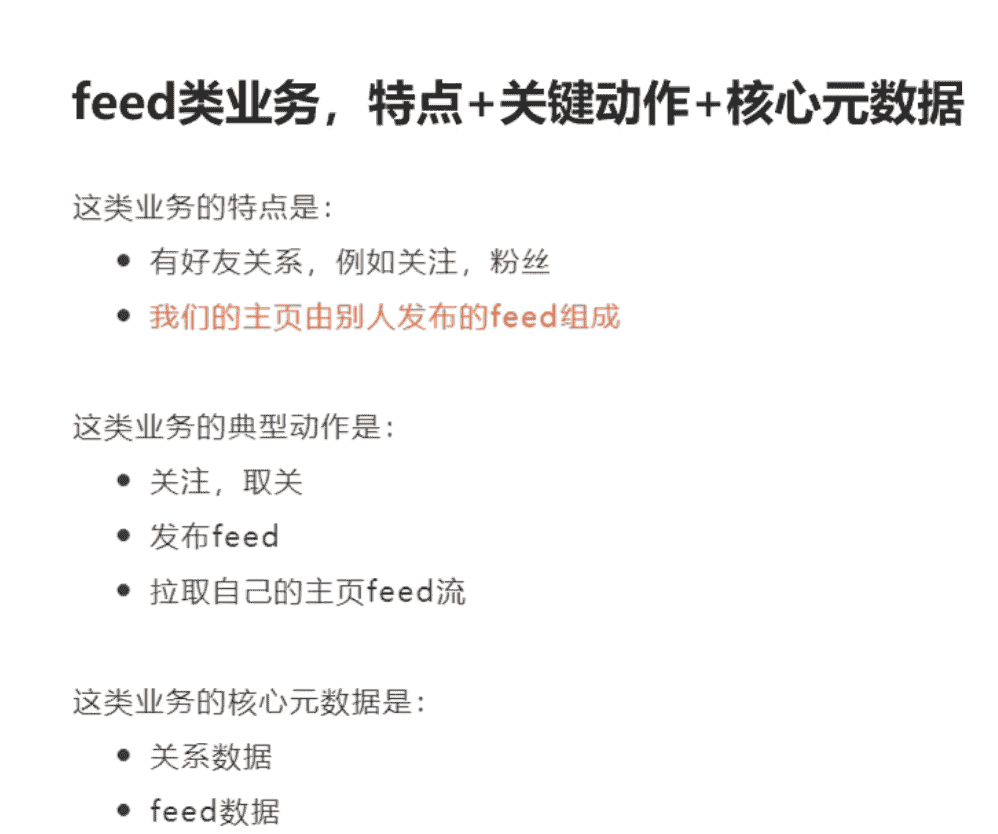 feed类业务，特点+关键动作+核心元数据
这类业务的特点是：
• 有好友关系，例如关注，粉丝
• 我们的主页由别人发布的feed组成
这类业务的典型动作是：
• 关注，取关
• 发布feed
• 拉取自己的主页feed流
这类业务的核心元数据是：
• 关系数据
• feed数据